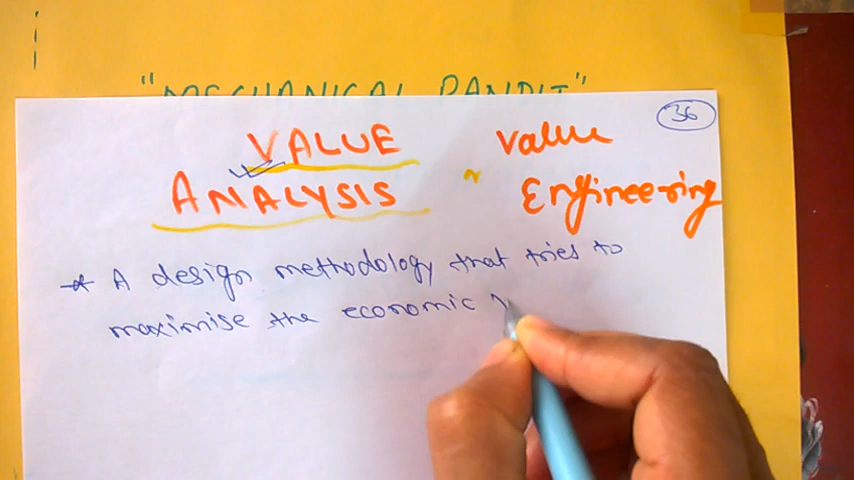 "MECHANICAL PANDIT"
36
VALUE ANALYSIS
Value Engineering
* A design methodology that tries to
maximise the economic